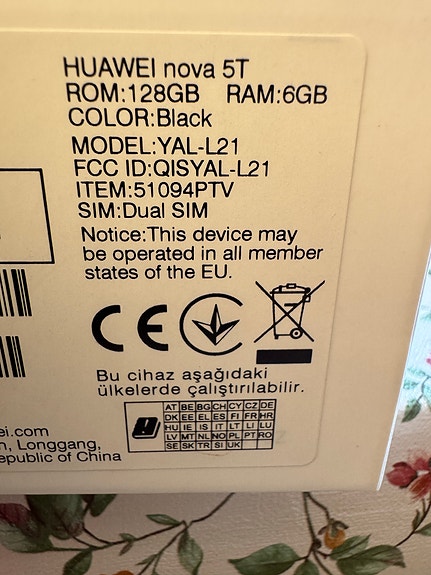 HUAWEI nova 5T
ROM:128GB RAM:6GB
COLOR:Black
MODEL:YAL-L21
FCC ID:QISYAL-L21
ITEM:51094PTV
SIM:Dual SIM
Notice:This device may
be operated in all member
states of the EU.
CE
Bu cihaz aşağıdaki
ülkelerde çalıştırılabilir.
AT BE BG CH CY CZ DE
DK EE EL ES FI FR HR
HU IE IS IT LT LI LU
LV MT NL NO PL PT RO
SE SK TR SI UK
ei.com
n, Longgang,
epublic of China